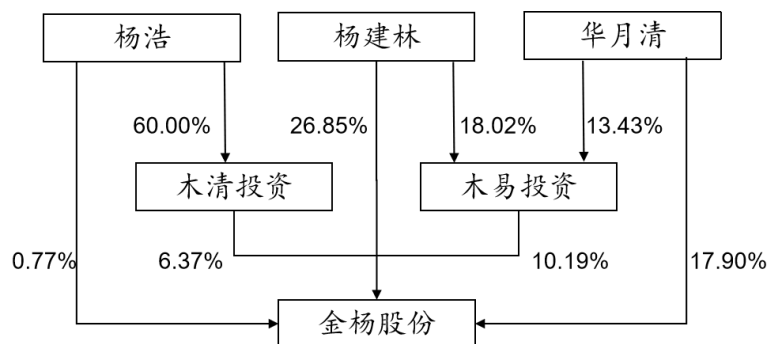 杨浩
杨建林
华月清
60.00%
26.85%
18.02%
13.43%
木清投资
木易投资
0.77%
6.37%
10.19%
17.90%
金杨股份